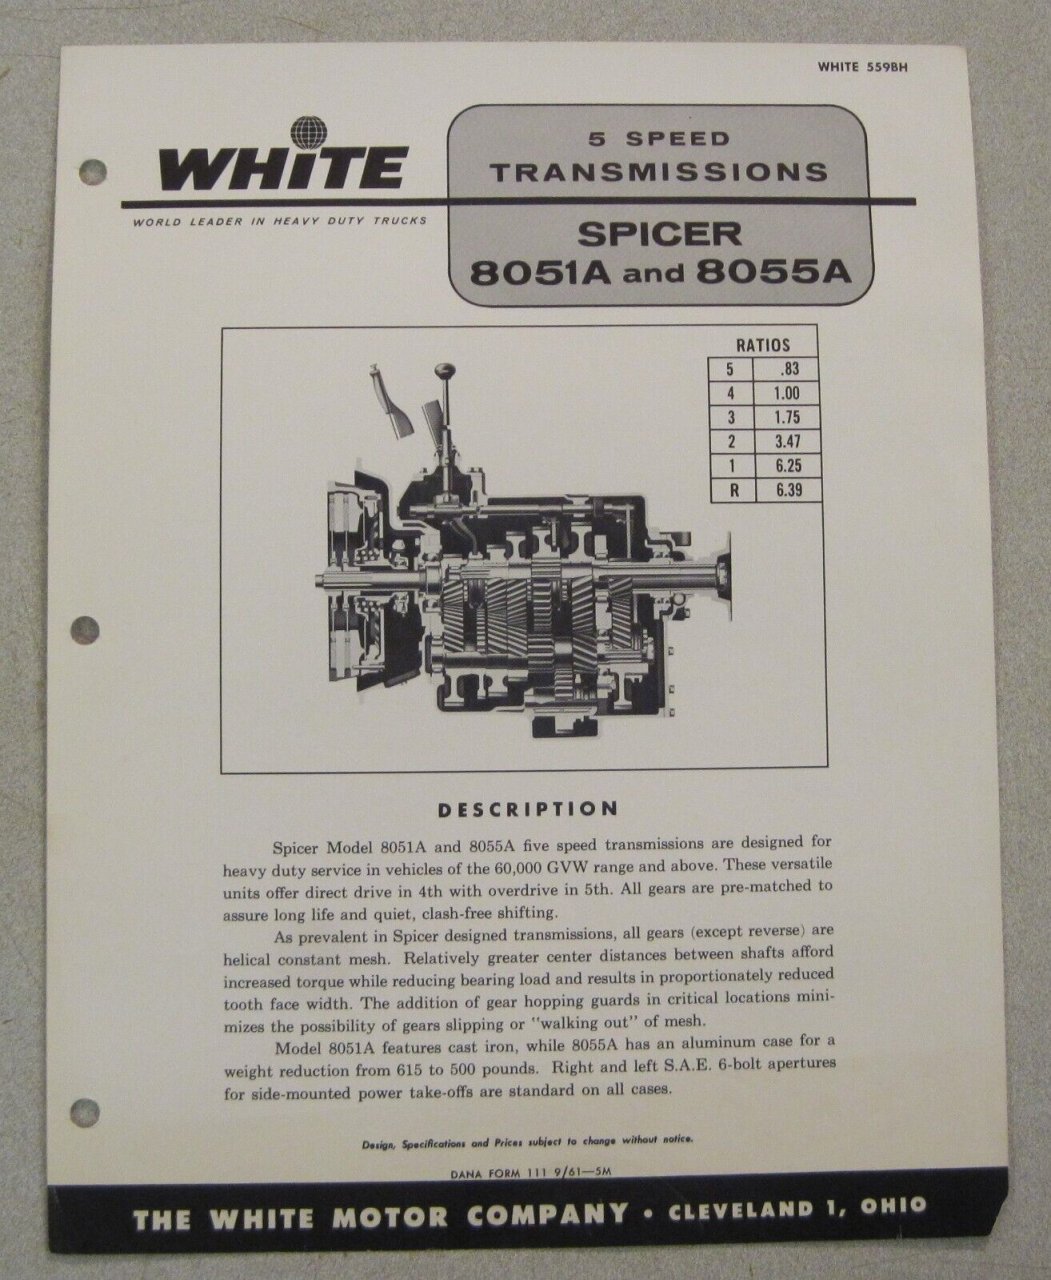 WHITE 559BH
WHiTE
WORLD LEADER IN HEAVY DUTY TRUCKS
5 SPEED
TRANSMISSIONS
SPICER
8051A and 8055A
RATIOS
5 .83
4 1.00
3 1.75
2 3.47
1 6.25
R 6.39
DESCRIPTION
Spicer Model 8051A and 8055A five speed transmissions are designed for
heavy duty service in vehicles of the 60,000 GVW range and above. These versatile
units offer direct drive in 4th with overdrive in 5th. All gears are pre-matched to
assure long life and quiet, clash-free shifting.
As prevalent in Spicer designed transmissions, all gears (except reverse) are
helical constant mesh. Relatively greater center distances between shafts afford
increased torque while reducing bearing load and results in proportionately reduced
tooth face width. The addition of gear hopping guards in critical locations mini-
mizes the possibility of gears slipping or "walking out" of mesh.
Model 8051A features cast iron, while 8055A has an aluminum case for a
weight reduction from 615 to 500 pounds. Right and left S.A.E. 6-bolt apertures
for side-mounted power take-offs are standard on all cases.
Design, Specifications and Prices subject to change without notice.
DANA FORM 111 9/61—5M
THE WHITE MOTOR COMPANY • CLEVELAND 1, OHIO